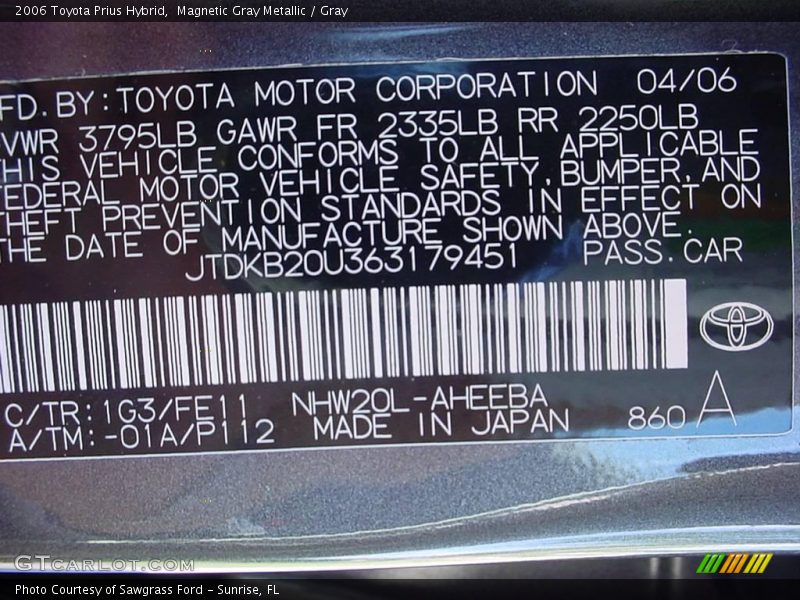 2006 Toyota Prius Hybrid, Magnetic Gray Metallic / Gray
FD. BY: TOYOTA MOTOR CORPORATION 04/06
VWR 3795LB GAWR FR 2335LB RR 2250LB
HIS VEHICLE CONFORMS TO ALL APPLICABLE
EDERAL MOTOR VEHICLE SAFETY, BUMPER, AND
HEFT PREVENTION STANDARDS IN EFFECT ON
THE DATE OF MANUFACTURE SHOWN ABOVE.
JTDKB20U363179451 PASS. CAR
C/TR: 1G3/FE11 NHW20L-AHEEBA
A/TM: -01A/P112 MADE IN JAPAN 860 A
GTCARLOT.COM
Photo Courtesy of Sawgrass Ford - Sunrise, FL